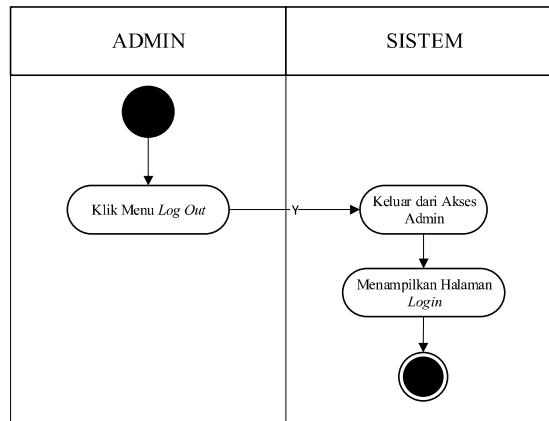 ADMIN
SISTEM
Klik Menu Log Out
Y
Keluar dari Akses
Admin
Menampilkan Halaman
Login